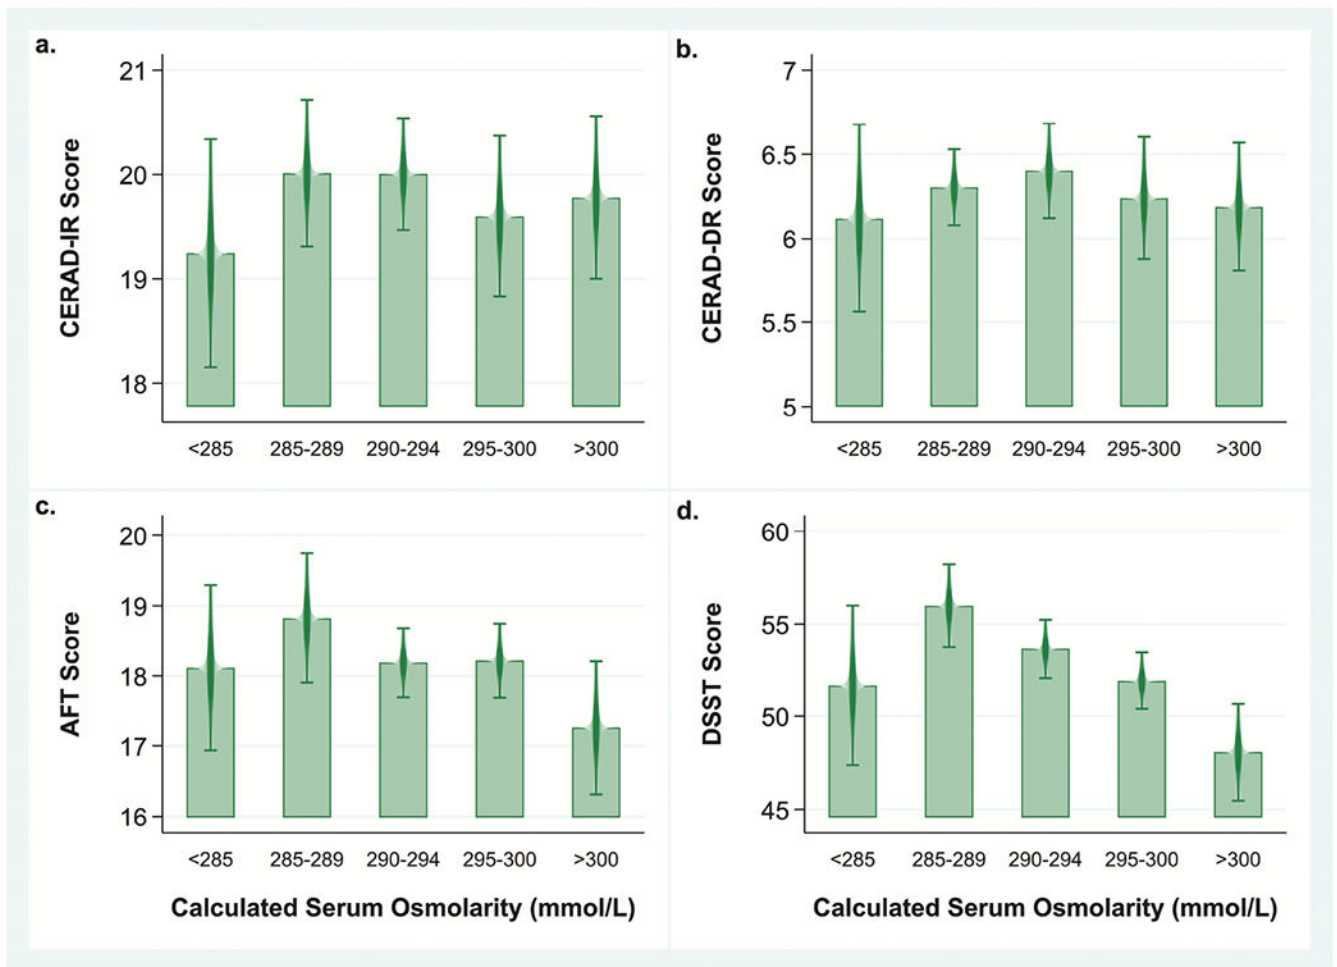 a.
CERAD-IR Score
21
20
19
18
<285 285-289 290-294 295-300 >300
b.
CERAD-DR Score
7
6.5
6
5.5
5
<285 285-289 290-294 295-300 >300
c.
AFT Score
20
19
18
17
16
<285 285-289 290-294 295-300 >300
Calculated Serum Osmolarity (mmol/L)
d.
DSST Score
60
55
50
45
<285 285-289 290-294 295-300 >300
Calculated Serum Osmolarity (mmol/L)